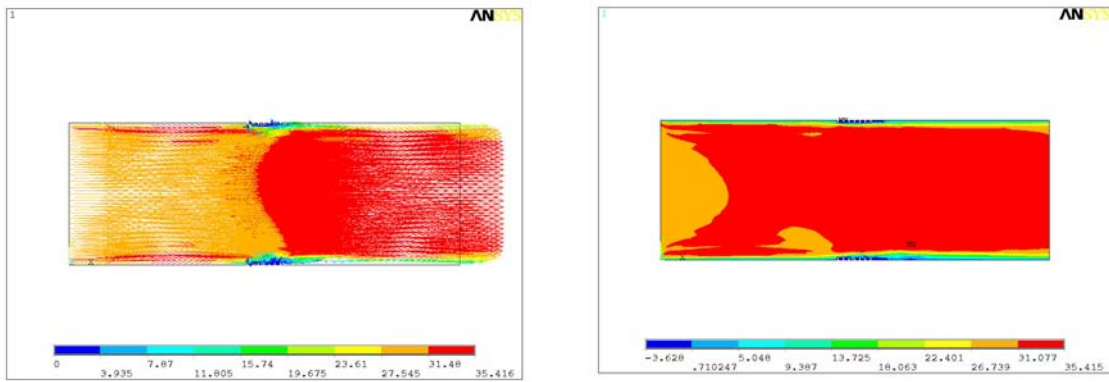 1
ANSYS
X
0 7.87 15.74 23.61 31.48
3.935 11.805 19.675 27.545 35.416
1
ANSYS
MX
X
-3.628 5.048 13.725 22.401 31.077
.710247 9.387 18.063 26.739 35.415